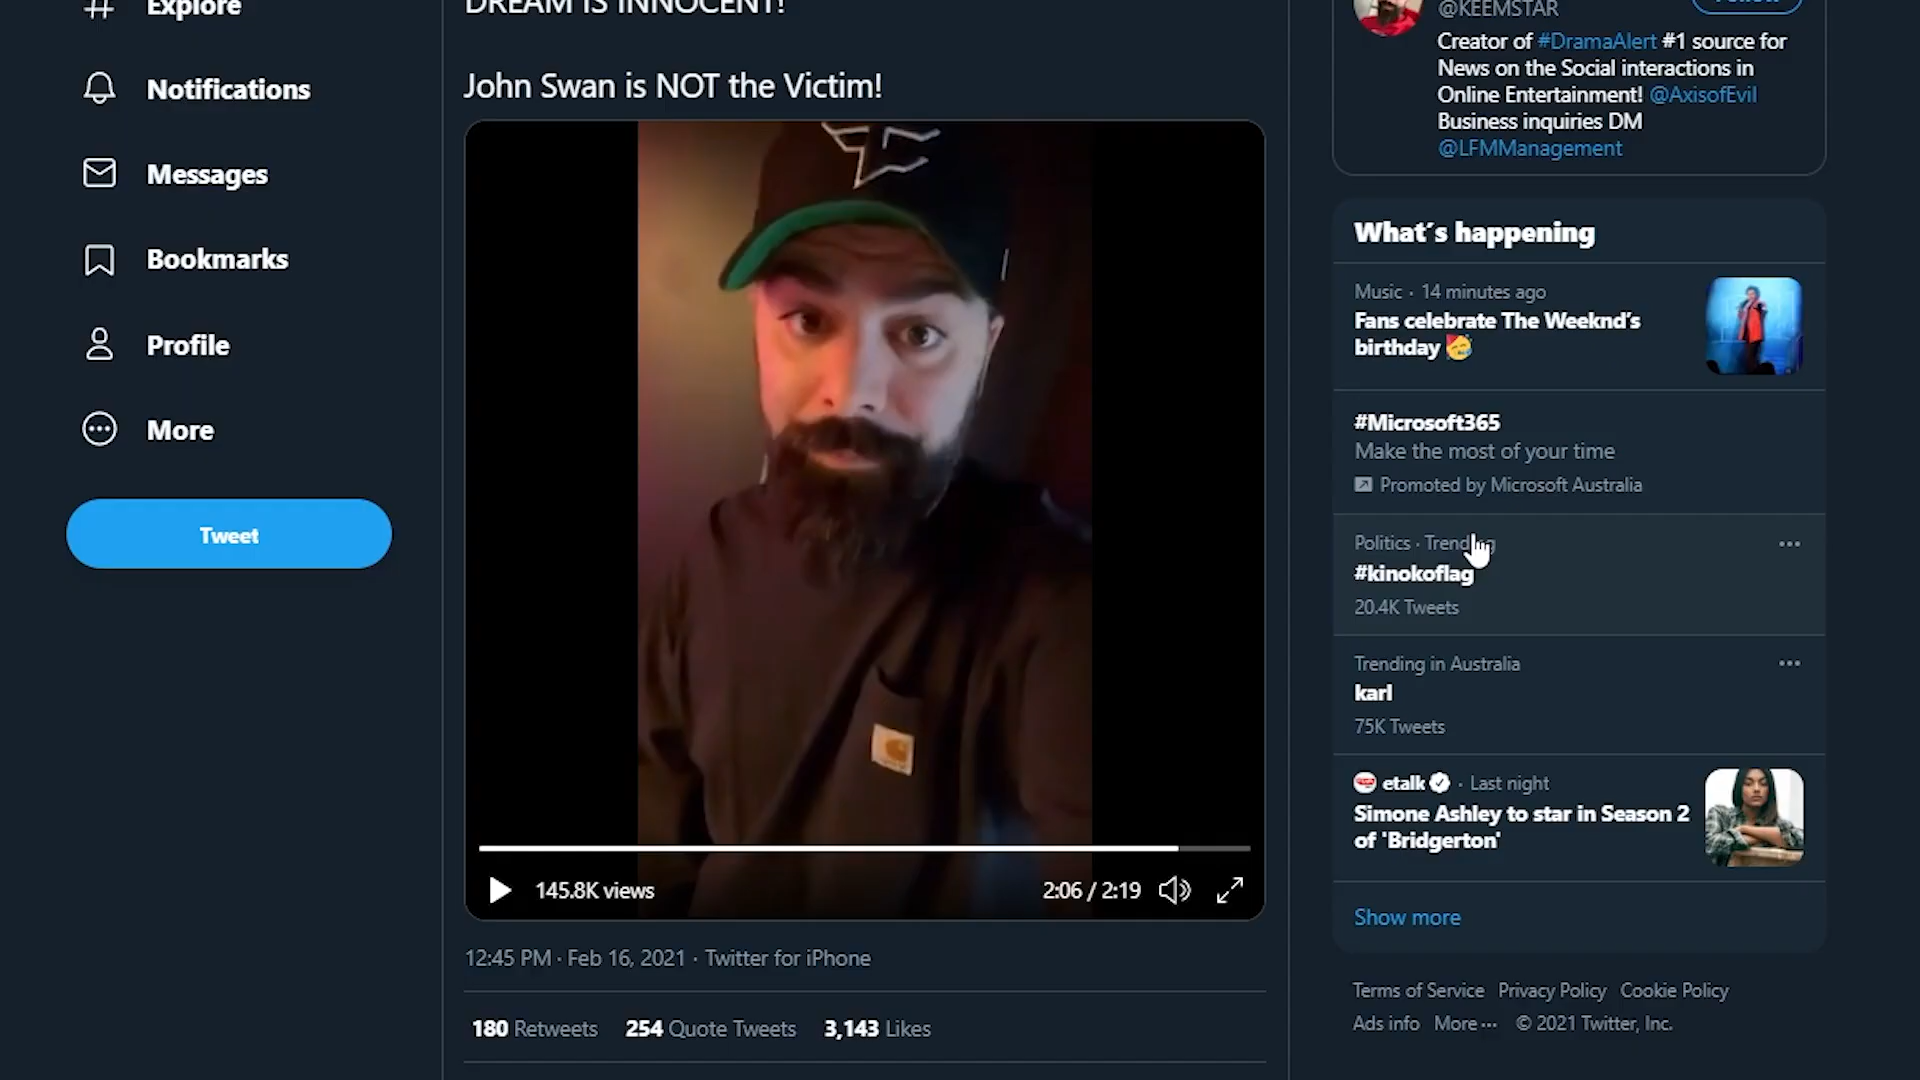 Explore
Notifications
Messages
Bookmarks
Profile
More
Tweet
DREAM IS INNOCENT!
John Swan is NOT the Victim!
145.8K views
2:06 / 2:19
12:45 PM · Feb 16, 2021 · Twitter for iPhone
180 Retweets 254 Quote Tweets 3,143 Likes
@KEEMSTAR
Follow
Creator of #DramaAlert #1 source for
News on the Social interactions in
Online Entertainment! @AxisofEvil
Business inquiries DM
@LFMManagement
What´s happening
Music · 14 minutes ago
Fans celebrate The Weeknd’s
birthday 🥳
#Microsoft365
Make the most of your time
Promoted by Microsoft Australia
Politics · Trending
#kinokoflag
20.4K Tweets
Trending in Australia
karl
75K Tweets
etalk · Last night
Simone Ashley to star in Season 2
of 'Bridgerton'
Show more
Terms of Service Privacy Policy Cookie Policy
Ads info More ··· © 2021 Twitter, Inc.